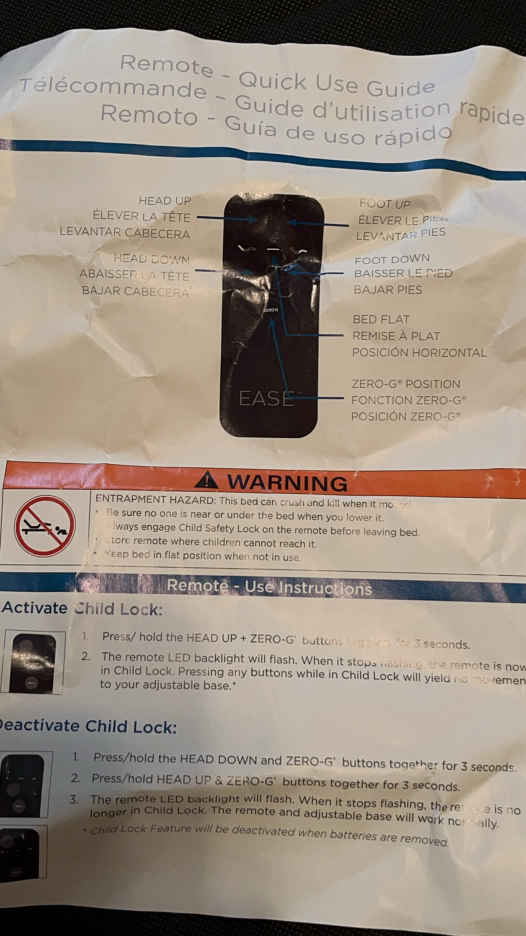 Remote - Quick Use Guide
Télécommande - Guide d'utilisation rapide
Remoto - Guía de uso rápido
HEAD UP
ÉLEVER LA TÊTE
LEVANTAR CABECERA
FOOT UP
ÉLEVER LE PIED
LEVANTAR PIES
HEAD DOWN
ABAISSER LA TÊTE
BAJAR CABECERA
FOOT DOWN
BAISSER LE PIED
BAJAR PIES
BED FLAT
REMISE À PLAT
POSICIÓN HORIZONTAL
ZERO-G® POSITION
FONCTION ZERO-G®
POSICIÓN ZERO-G®
EASE
WARNING
ENTRAPMENT HAZARD: This bed can crush and kill when it
• Be sure no one is near or under the bed when you lower it.
Always engage Child Safety Lock on the remote before leaving bed.
• Store remote where children cannot reach it.
• Keep bed in flat position when not in use.
Remote - Use Instructions
Activate Child Lock:
1. Press/ hold the HEAD UP + ZERO-G® buttons together for 3 seconds.
2. The remote LED backlight will flash. When it stops flashing, the remote is now
in Child Lock. Pressing any buttons while in Child Lock will yield no movement
to your adjustable base.*
Deactivate Child Lock:
1. Press/hold the HEAD DOWN and ZERO-G® buttons together for 3 seconds.
2. Press/hold HEAD UP & ZERO-G® buttons together for 3 seconds.
3. The remote LED backlight will flash. When it stops flashing, the remote is no
longer in Child Lock. The remote and adjustable base will work normally.
* Child Lock Feature will be deactivated when batteries are removed.